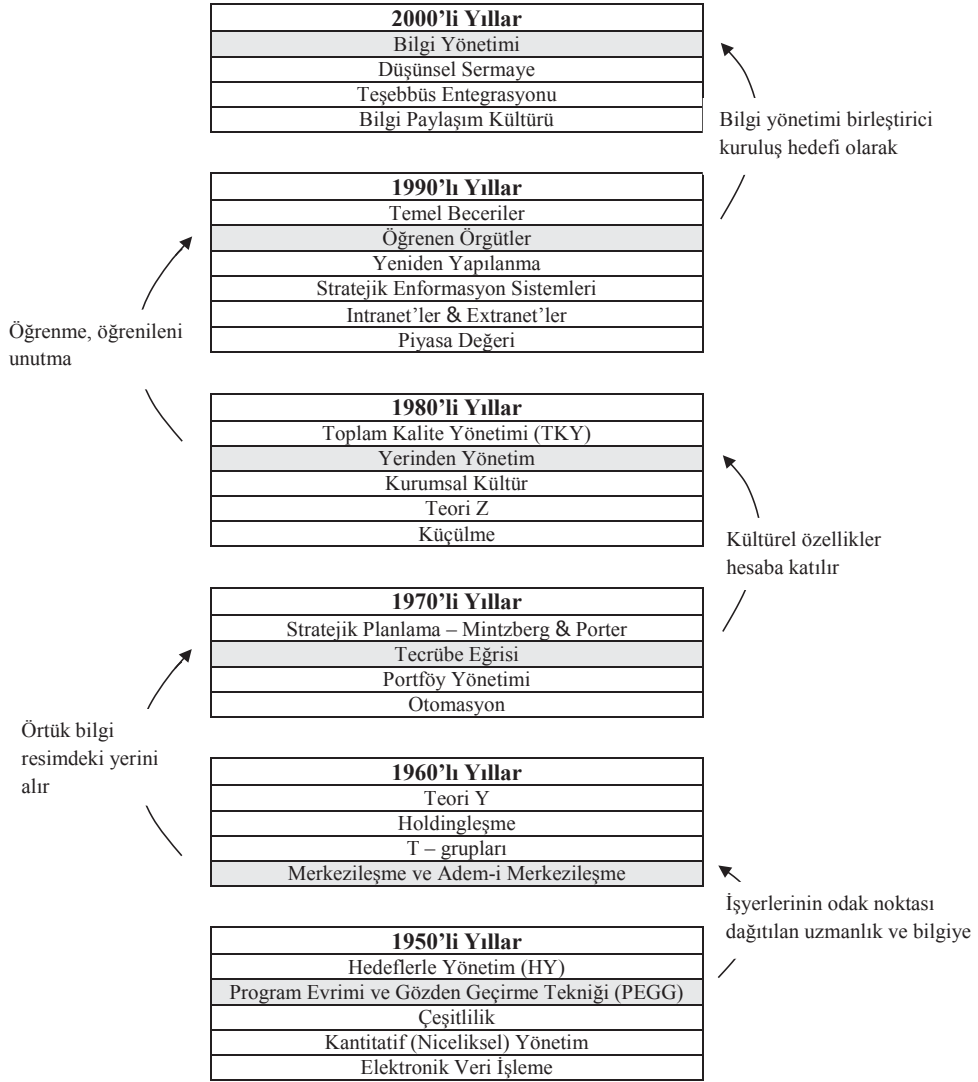 2000’li Yıllar
Bilgi Yönetimi
Düşünsel Sermaye
Teşebbüs Entegrasyonu
Bilgi Paylaşım Kültürü
Bilgi yönetimi birleştirici
kuruluş hedefi olarak
1990’lı Yıllar
Temel Beceriler
Öğrenen Örgütler
Yeniden Yapılanma
Stratejik Enformasyon Sistemleri
Intranet’ler & Extranet’ler
Piyasa Değeri
Öğrenme, öğrenileni
unutma
1980’li Yıllar
Toplam Kalite Yönetimi (TKY)
Yerinden Yönetim
Kurumsal Kültür
Teori Z
Küçülme
Kültürel özellikler
hesaba katılır
1970’li Yıllar
Stratejik Planlama – Mintzberg & Porter
Tecrübe Eğrisi
Portföy Yönetimi
Otomasyon
Örtük bilgi
resimdeki yerini
alır
1960’lı Yıllar
Teori Y
Holdingleşme
T – grupları
Merkezileşme ve Adem-i Merkezileşme
İşyerlerinin odak noktası
dağıtılan uzmanlık ve bilgiye
1950’li Yıllar
Hedeflerle Yönetim (HY)
Program Evrimi ve Gözden Geçirme Tekniği (PEGG)
Çeşitlilik
Kantitatif (Niceliksel) Yönetim
Elektronik Veri İşleme